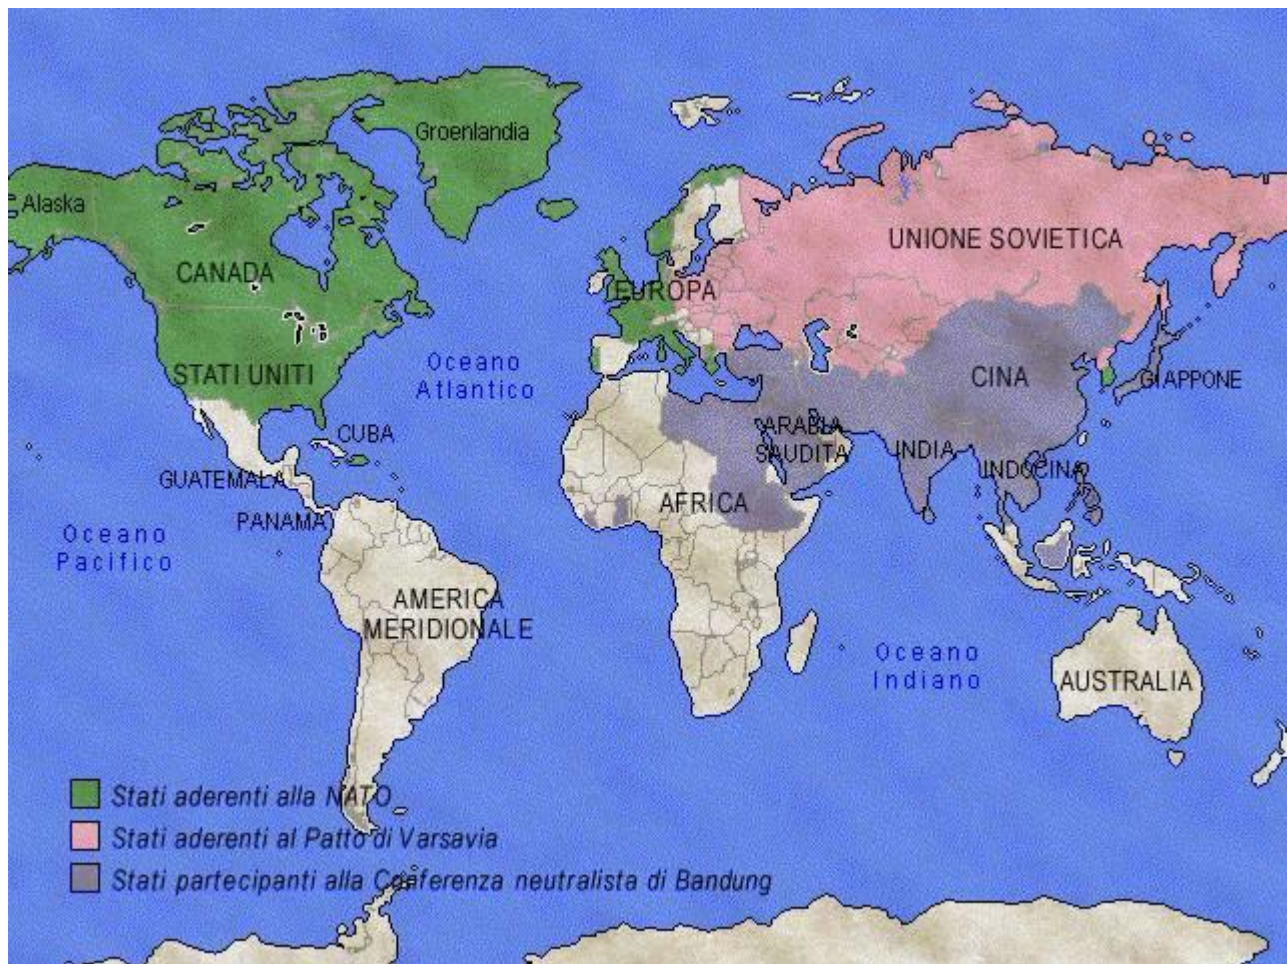 Groenlandia
Alaska
CANADA
UNIONE SOVIETICA
EUROPA
STATI UNITI
Oceano
Atlantico
CINA
GIAPPONE
CUBA
ARABIA
SAUDITA
INDIA
INDOCINA
GUATEMALA
PANAMA
AFRICA
Oceano
Pacifico
AMERICA
MERIDIONALE
Oceano
Indiano
AUSTRALIA
Stati aderenti alla NATO
Stati aderenti al Patto di Varsavia
Stati partecipanti alla Conferenza neutralista di Bandung